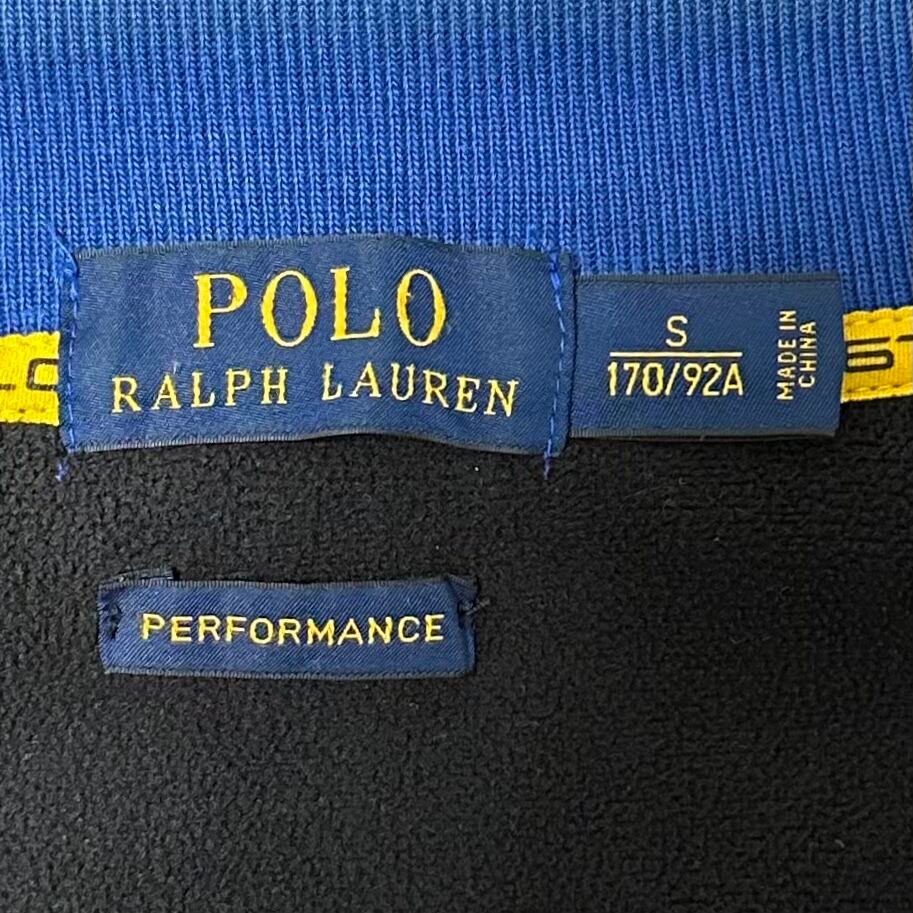 POLO
RALPH LAUREN
S
170/92A
MADE IN
CHINA
PERFORMANCE